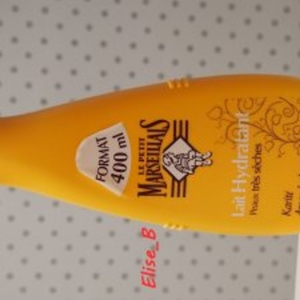 FORMAT
400 ml
LE PETIT
MARSEILLAIS
Lait Hydratant
Peaux très sèches
Karité
Elise_B